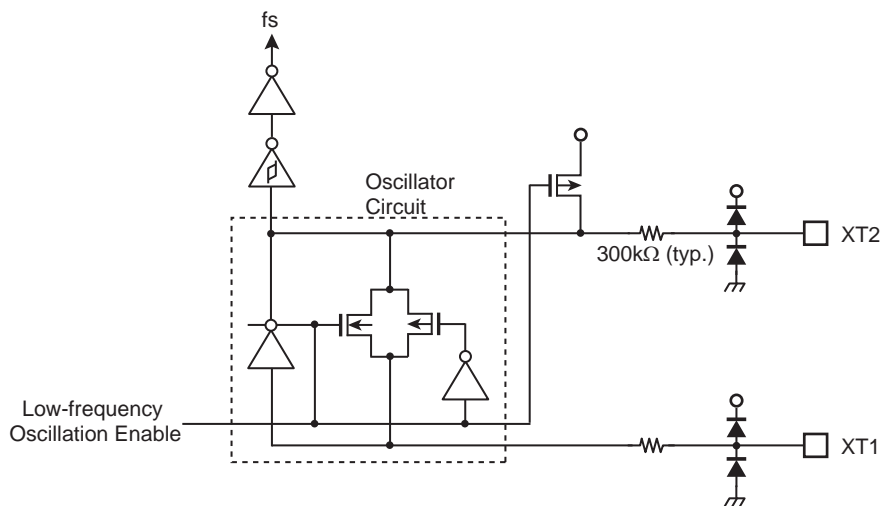 fs
Oscillator
Circuit
300kΩ (typ.)
XT2
Low-frequency
Oscillation Enable
XT1